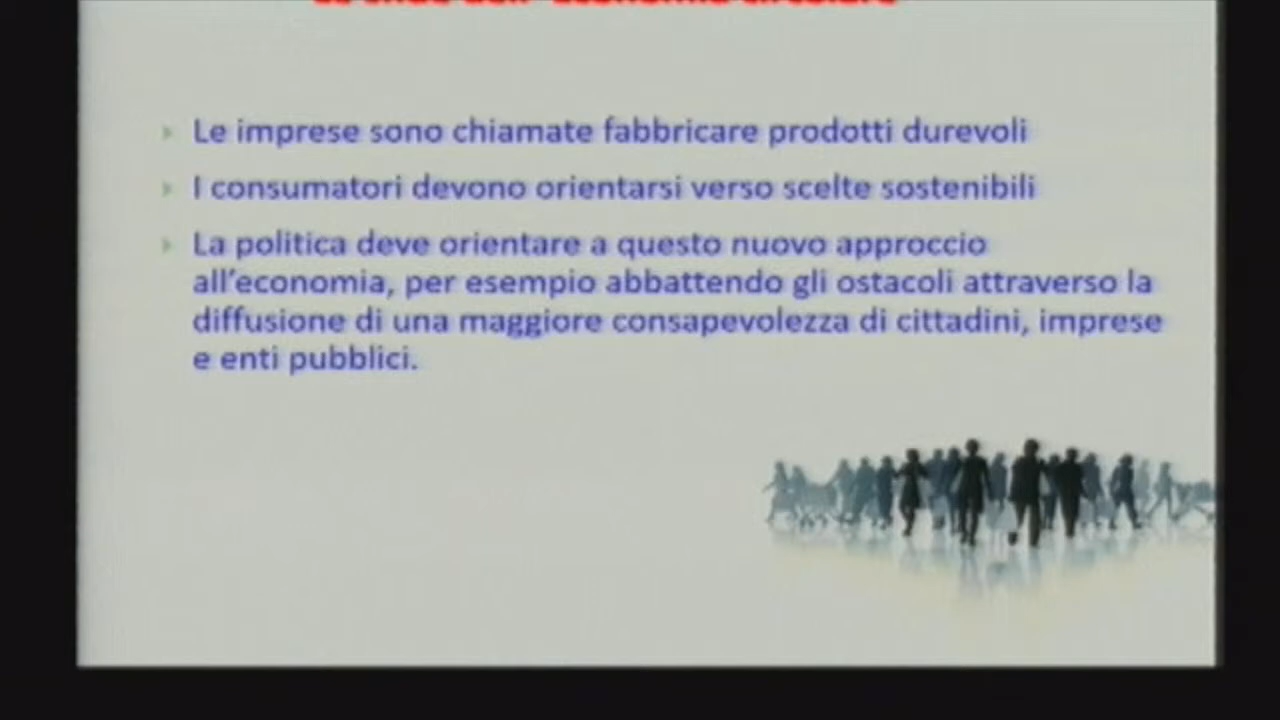 Le imprese sono chiamate fabbricare prodotti durevoli
I consumatori devono orientarsi verso scelte sostenibili
La politica deve orientare a questo nuovo approccio
all'economia, per esempio abbattendo gli ostacoli attraverso la
diffusione di una maggiore consapevolezza di cittadini, imprese
e enti pubblici.